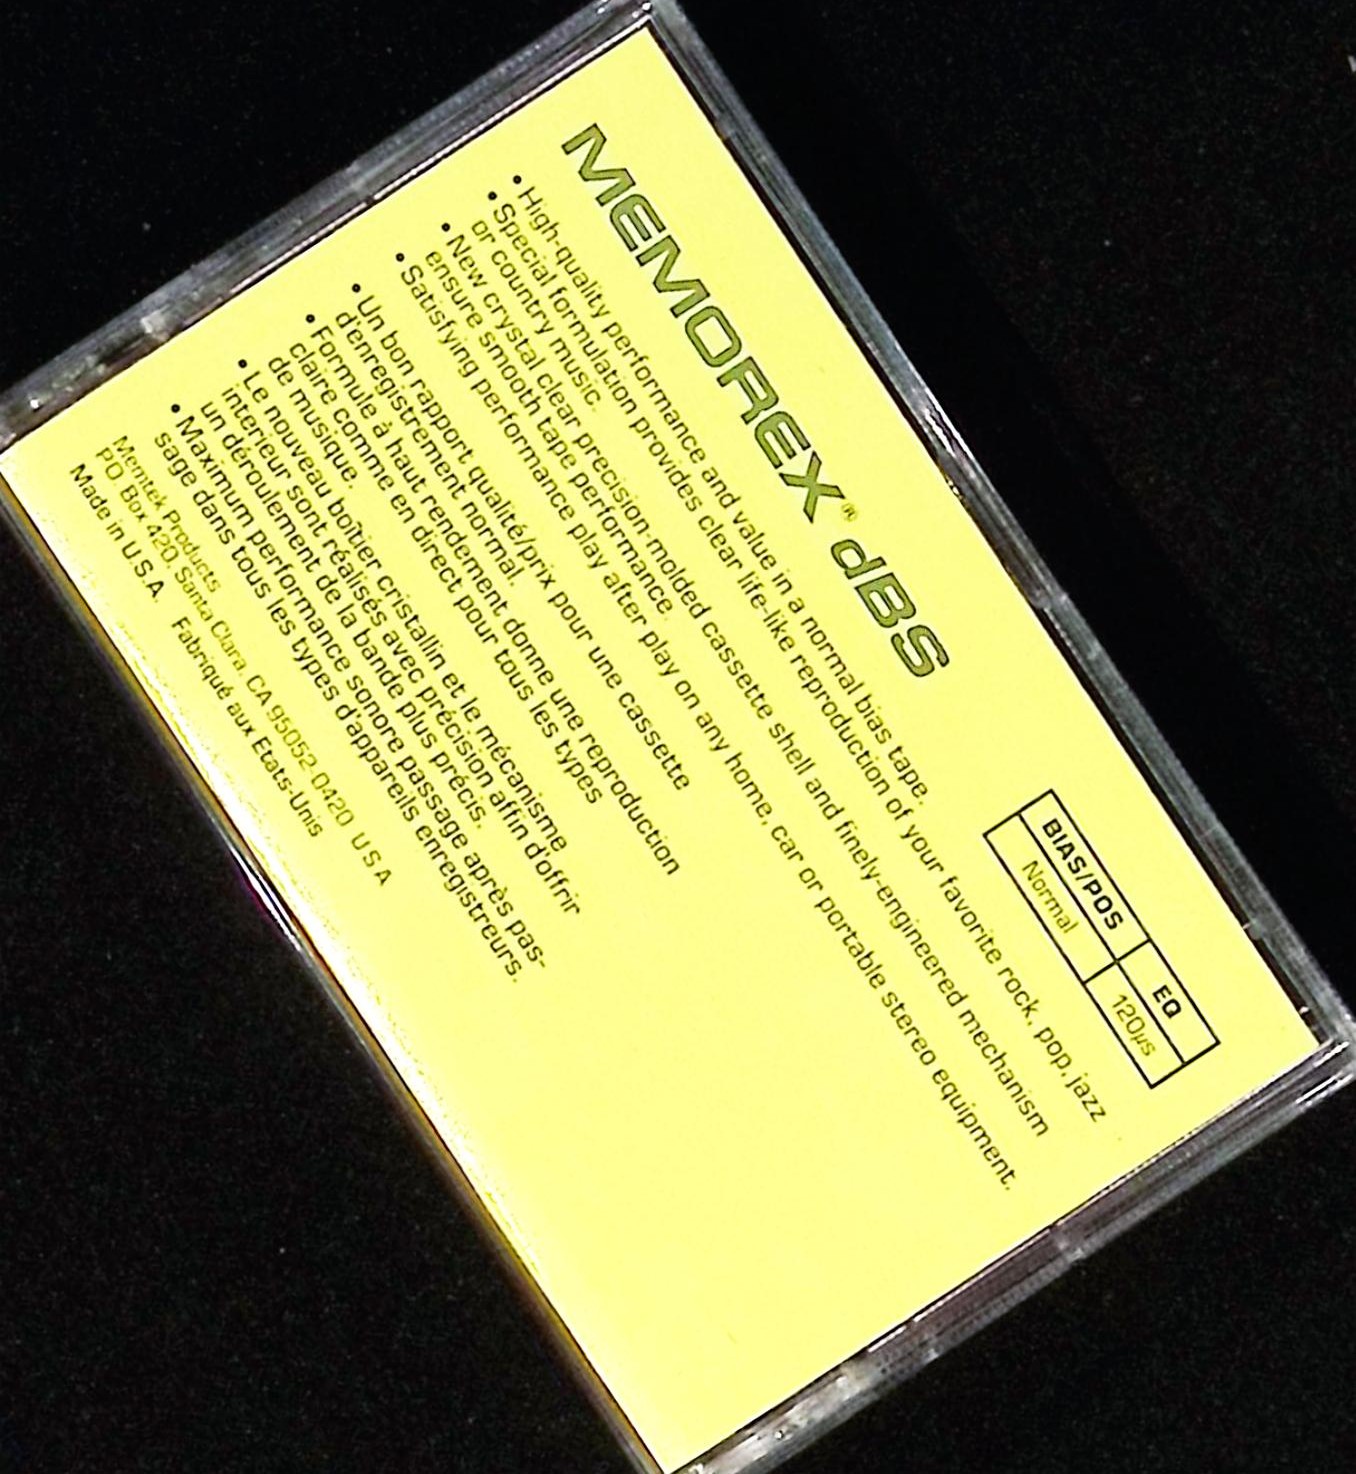 MEMOREX® dBS
BIAS/POS EQ
Normal 120µs
• High-quality performance and value in a normal bias tape.
• Special formulation provides clear life-like reproduction of your favorite rock, pop, jazz
or country music.
• New crystal clear precision-molded cassette shell and finely-engineered mechanism
ensure smooth tape performance.
• Satisfying performance play after play on any home, car or portable stereo equipment.
• Un bon rapport qualité/prix pour une cassette
d'enregistrement normal.
• Formule à haut rendement donne une reproduction
claire comme en direct pour tous les types
de musique.
• Le nouveau boîtier cristallin et le mécanisme
interieur sont réalisés avec précision affin d'offrir
un déroulement de la bande plus précis.
• Maximum performance sonore passage après pas-
sage dans tous les types d'appareils enregistreurs.
Memtek Products
PO Box 420, Santa Clara, CA 95052-0420 U S A
Made in U.S.A. Fabriqué aux Etats-Unis